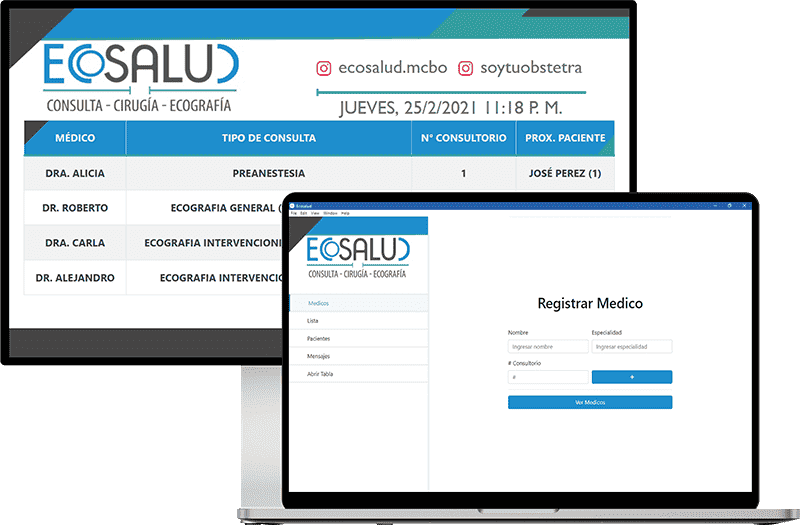 ECOSALUD
CONSULTA - CIRUGÍA - ECOGRAFÍA
ecosalud.mcbo soytuobstetra
JUEVES, 25/2/2021 11:18 P. M.
MÉDICO TIPO DE CONSULTA N° CONSULTORIO PROX. PACIENTE
DRA. ALICIA PREANESTESIA 1 JOSÉ PEREZ (1)
DR. ROBERTO ECOGRAFIA GENERAL (
DRA. CARLA ECOGRAFIA INTERVENCIONI
DR. ALEJANDRO ECOGRAFIA INTERVENCIO
Ecosalud
File Edit View Window Help
ECOSALUD
CONSULTA - CIRUGÍA - ECOGRAFÍA
Medicos
Lista
Pacientes
Mensajes
Abrir Tabla
Registrar Medico
Nombre Especialidad
Ingresar nombre Ingresar especialidad
# Consultorio
# +
Ver Medicos